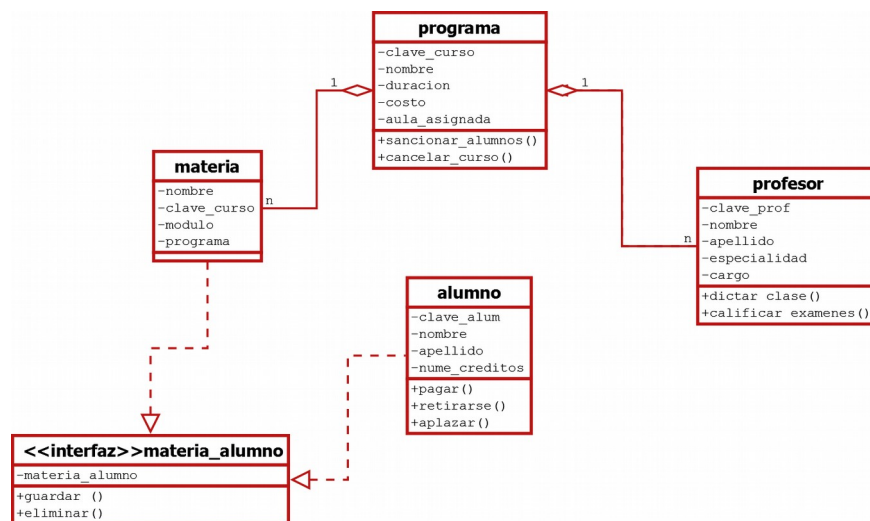 programa
-clave_curso
-nombre
-duracion
-costo
-aula_asignada
+sancionar_alumnos()
+cancelar_curso()
1
1
materia
-nombre
-clave_curso
-modulo
-programa
n
profesor
-clave_prof
-nombre
-apellido
-especialidad
-cargo
+dictar clase()
+calificar examenes()
n
alumno
-clave_alum
-nombre
-apellido
-nume_creditos
+pagar()
+retirarse()
+aplazar()
<<interfaz>>materia_alumno
-materia_alumno
+guardar ()
+eliminar()